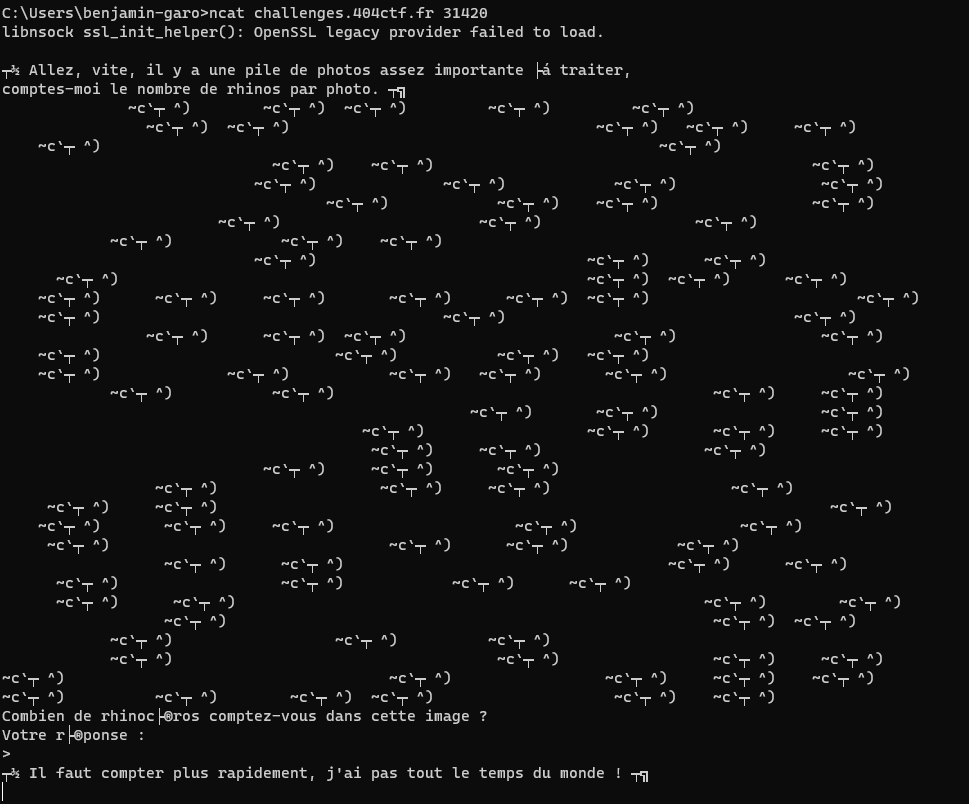 C:\Users\benjamin-garo>ncat challenges.404ctf.fr 31420
libnsock ssl_init_helper(): OpenSSL legacy provider failed to load.
┬½ Allez, vite, il y a une pile de photos assez importante ├á traiter,
comptes-moi le nombre de rhinos par photo. ┬╗
~c`┬ ^) ~c`┬ ^) ~c`┬ ^) ~c`┬ ^) ~c`┬ ^)
~c`┬ ^) ~c`┬ ^) ~c`┬ ^) ~c`┬ ^) ~c`┬ ^)
~c`┬ ^) ~c`┬ ^)
~c`┬ ^) ~c`┬ ^) ~c`┬ ^)
~c`┬ ^) ~c`┬ ^) ~c`┬ ^) ~c`┬ ^)
~c`┬ ^) ~c`┬ ^) ~c`┬ ^) ~c`┬ ^)
~c`┬ ^) ~c`┬ ^) ~c`┬ ^)
~c`┬ ^) ~c`┬ ^) ~c`┬ ^)
~c`┬ ^) ~c`┬ ^) ~c`┬ ^)
~c`┬ ^) ~c`┬ ^) ~c`┬ ^) ~c`┬ ^)
~c`┬ ^) ~c`┬ ^) ~c`┬ ^) ~c`┬ ^) ~c`┬ ^) ~c`┬ ^) ~c`┬ ^)
~c`┬ ^) ~c`┬ ^) ~c`┬ ^)
~c`┬ ^) ~c`┬ ^) ~c`┬ ^) ~c`┬ ^) ~c`┬ ^)
~c`┬ ^) ~c`┬ ^) ~c`┬ ^) ~c`┬ ^)
~c`┬ ^) ~c`┬ ^) ~c`┬ ^) ~c`┬ ^) ~c`┬ ^) ~c`┬ ^)
~c`┬ ^) ~c`┬ ^) ~c`┬ ^) ~c`┬ ^)
~c`┬ ^) ~c`┬ ^) ~c`┬ ^)
~c`┬ ^) ~c`┬ ^) ~c`┬ ^) ~c`┬ ^)
~c`┬ ^) ~c`┬ ^) ~c`┬ ^)
~c`┬ ^) ~c`┬ ^) ~c`┬ ^)
~c`┬ ^) ~c`┬ ^) ~c`┬ ^) ~c`┬ ^)
~c`┬ ^) ~c`┬ ^) ~c`┬ ^)
~c`┬ ^) ~c`┬ ^) ~c`┬ ^) ~c`┬ ^) ~c`┬ ^)
~c`┬ ^) ~c`┬ ^) ~c`┬ ^) ~c`┬ ^)
~c`┬ ^) ~c`┬ ^) ~c`┬ ^) ~c`┬ ^)
~c`┬ ^) ~c`┬ ^) ~c`┬ ^) ~c`┬ ^)
~c`┬ ^) ~c`┬ ^) ~c`┬ ^) ~c`┬ ^)
~c`┬ ^) ~c`┬ ^) ~c`┬ ^)
~c`┬ ^) ~c`┬ ^) ~c`┬ ^)
~c`┬ ^) ~c`┬ ^) ~c`┬ ^) ~c`┬ ^)
~c`┬ ^) ~c`┬ ^) ~c`┬ ^) ~c`┬ ^) ~c`┬ ^)
~c`┬ ^) ~c`┬ ^) ~c`┬ ^) ~c`┬ ^) ~c`┬ ^) ~c`┬ ^)
Combien de rhinoc├®ros comptez-vous dans cette image ?
Votre r├®ponse :
>
┬½ Il faut compter plus rapidement, j'ai pas tout le temps du monde ! ┬╗